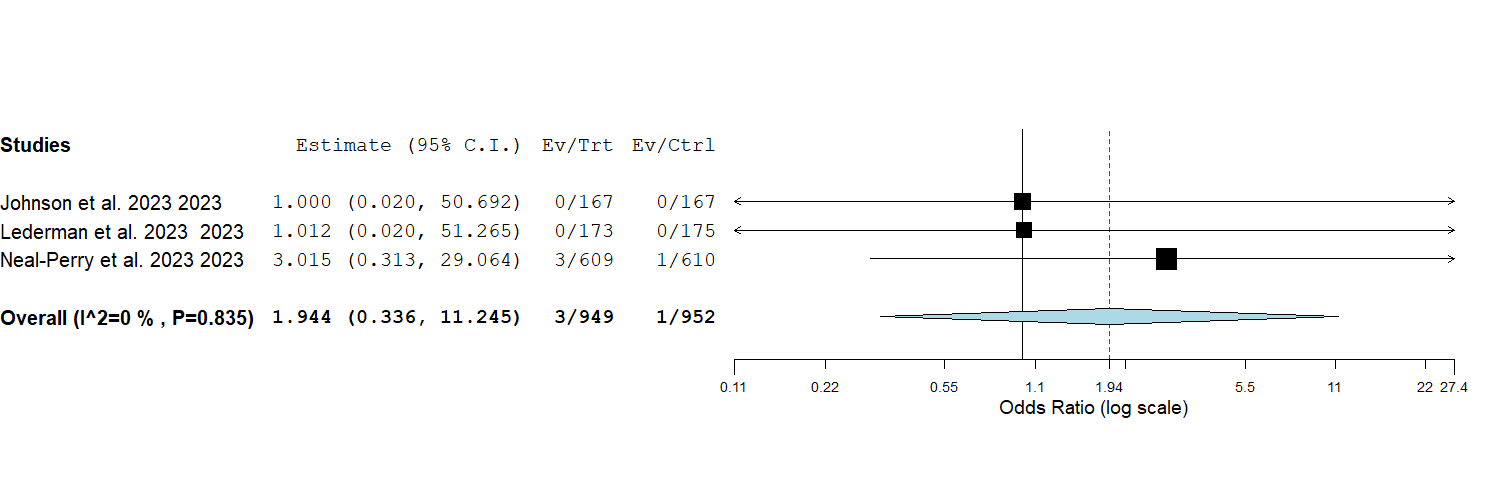 Studies Estimate (95% C.I.) Ev/Trt Ev/Ctrl
Johnson et al. 2023 2023 1.000 (0.020, 50.692) 0/167 0/167
Lederman et al. 2023  2023 1.012 (0.020, 51.265) 0/173 0/175
Neal-Perry et al. 2023 2023 3.015 (0.313, 29.064) 3/609 1/610
Overall (I^2=0 % , P=0.835) 1.944 (0.336, 11.245) 3/949 1/952
0.11 0.22 0.55 1.1 1.94 5.5 11 22 27.4
Odds Ratio (log scale)